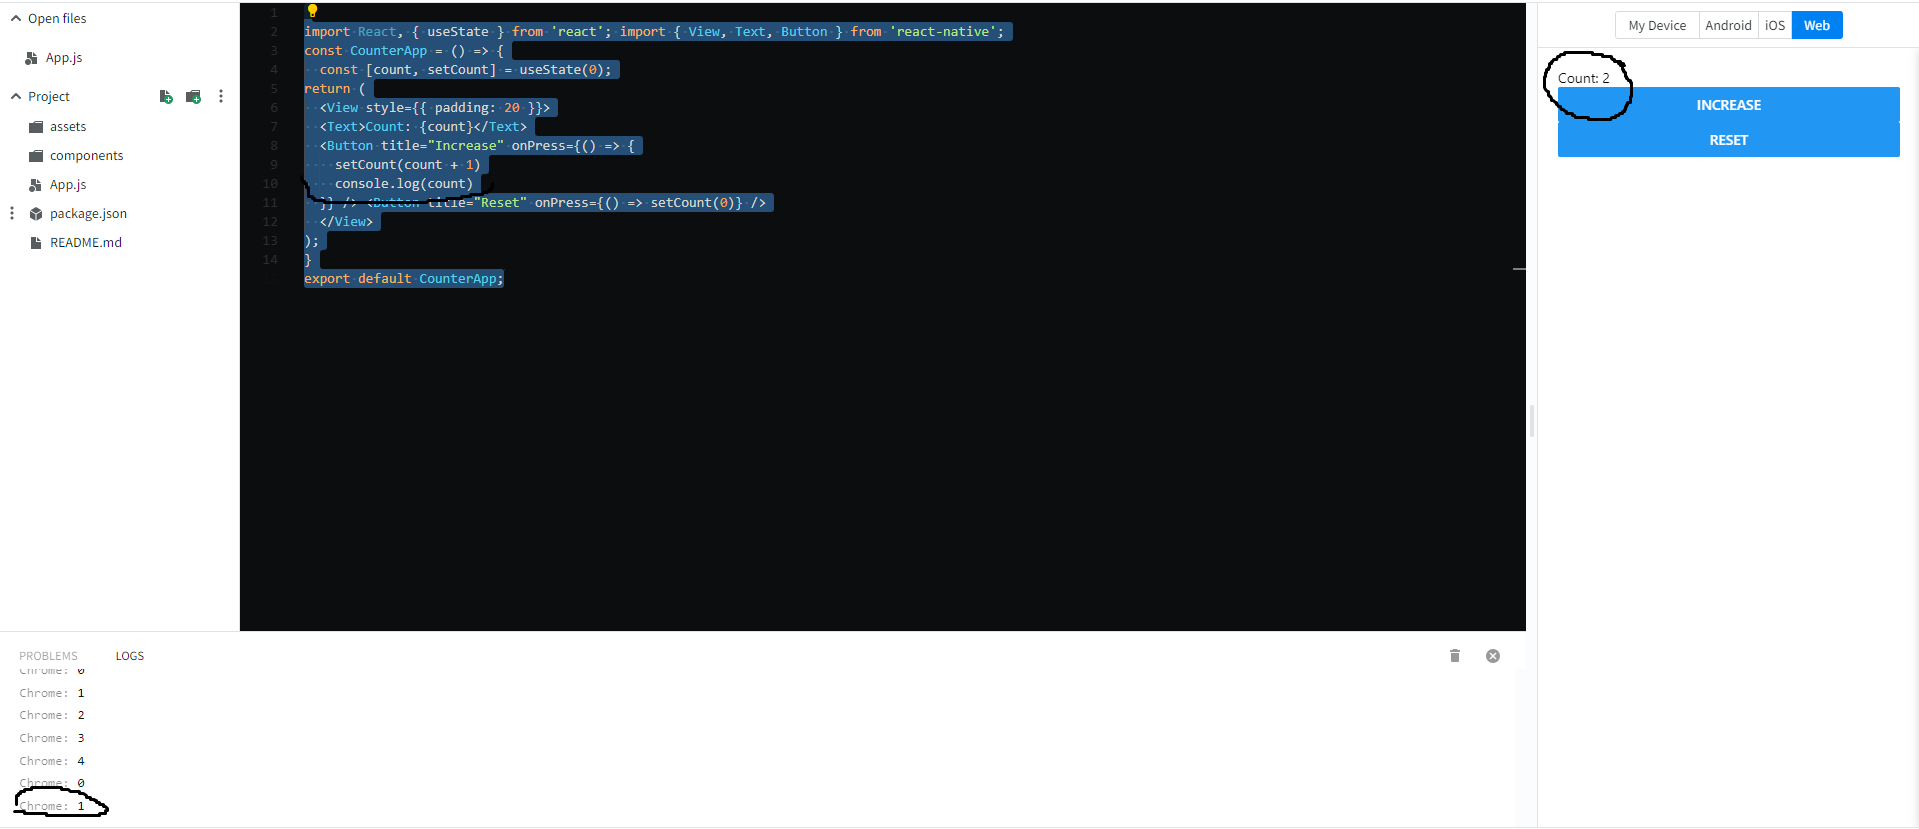 Open files
App.js
Project
assets
components
App.js
package.json
README.md
1
2 import React, { useState } from 'react'; import { View, Text, Button } from 'react-native';
3 const CounterApp = () => {
4 const [count, setCount] = useState(0);
5 return (
6 <View style={{ padding: 20 }}>
7 <Text>Count: {count}</Text>
8 <Button title="Increase" onPress={() => {
9 setCount(count + 1)
10 console.log(count)
11 }} /> <Button title="Reset" onPress={() => setCount(0)} />
12 </View>
13 );
14 }
export default CounterApp;
My Device Android iOS Web
Count: 2
INCREASE
RESET
PROBLEMS LOGS
Chrome: 0
Chrome: 1
Chrome: 2
Chrome: 3
Chrome: 4
Chrome: 0
Chrome: 1